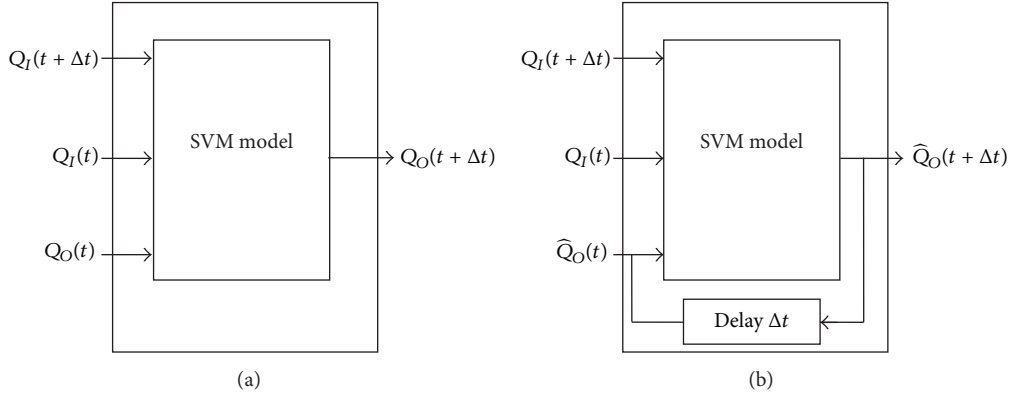 Q_I(t + Δt)
Q_I(t)
Q_O(t)
SVM model
Q_O(t + Δt)
(a)
Q_I(t + Δt)
Q_I(t)
Q̂_O(t)
SVM model
Q̂_O(t + Δt)
Delay Δt
(b)